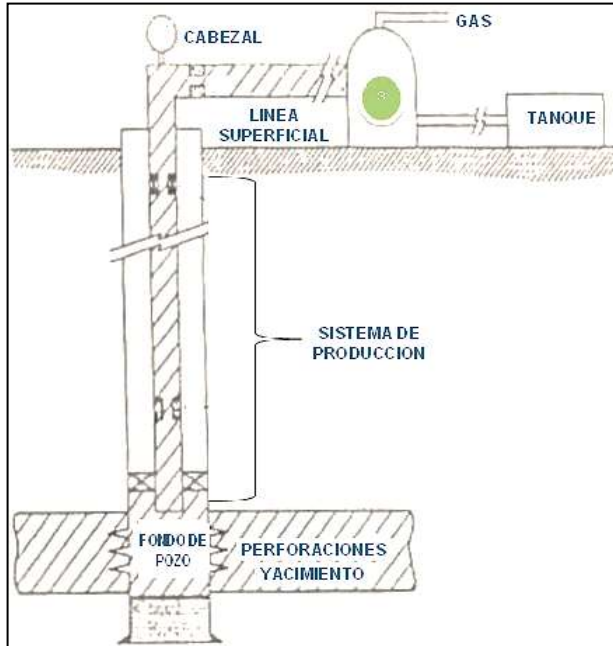 GAS
CABEZAL
LINEA
SUPERFICIAL
TANQUE
SISTEMA DE
PRODUCCION
FONDO DE
POZO
PERFORACIONES
YACIMIENTO